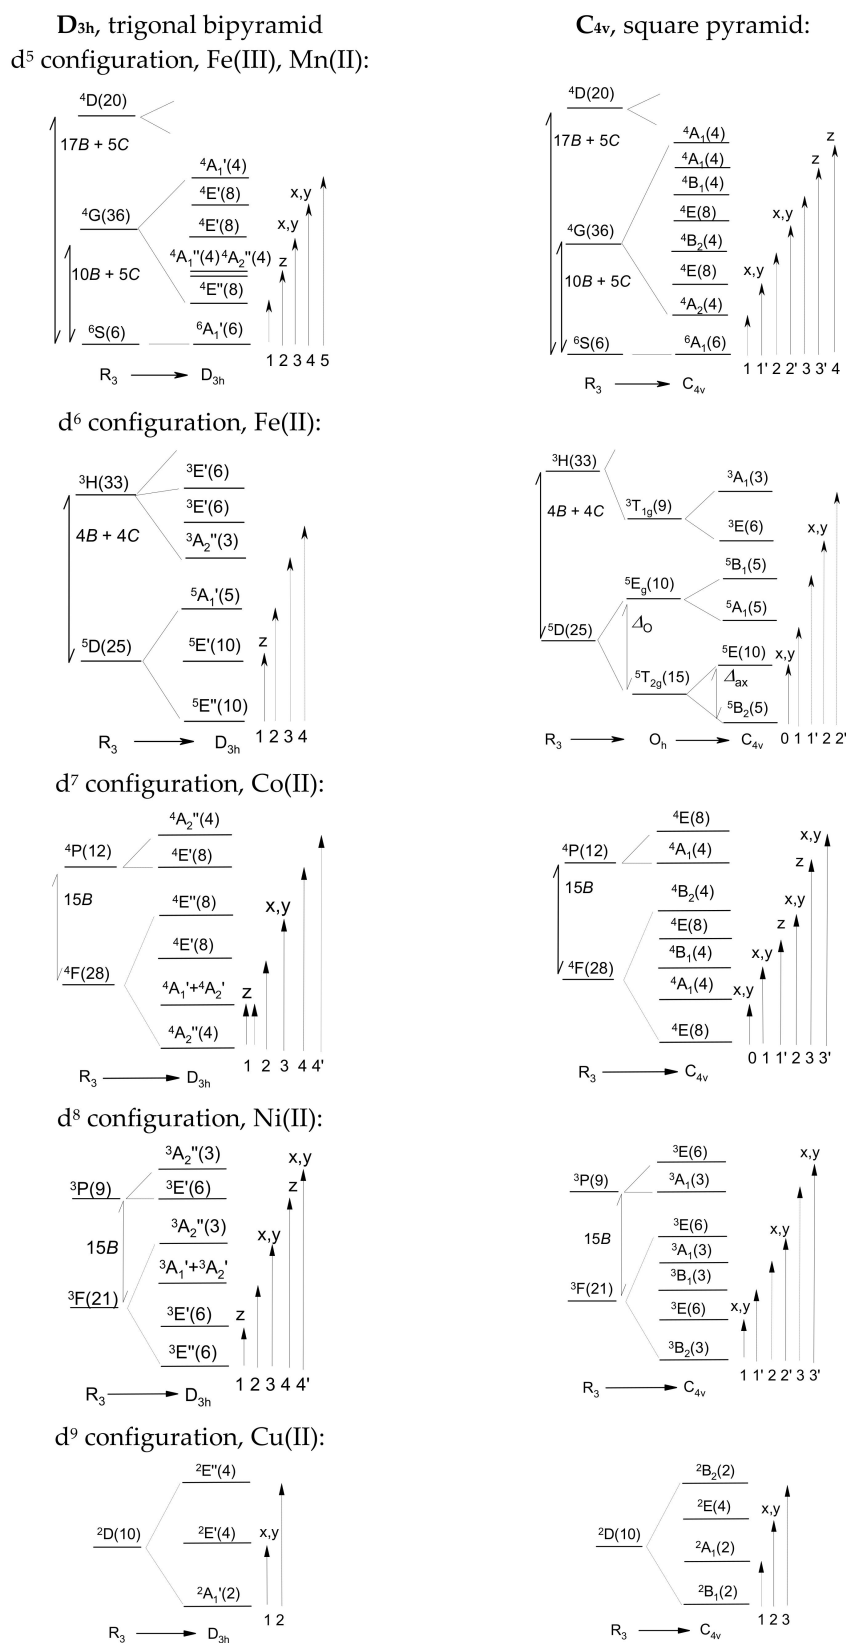 D3h, trigonal bipyramid
C4v, square pyramid:
d5 configuration, Fe(III), Mn(II):
4D(20)
17B + 5C
4A1'(4)
4E'(8)
4G(36)
4E'(8)
4A1''(4) 4A2''(4)
10B + 5C
4E''(8)
6S(6)
6A1'(6)
z
x,y
x,y
1 2 3 4 5
R3 D3h
4D(20)
17B + 5C
4A1(4)
4A1(4)
4B1(4)
4E(8)
4G(36)
4B2(4)
10B + 5C
4E(8)
4A2(4)
6S(6)
6A1(6)
x,y
x,y
z
z
1 1' 2 2' 3 3' 4
R3 C4v
d6 configuration, Fe(II):
3H(33)
3E'(6)
3E'(6)
4B + 4C
3A2''(3)
5A1'(5)
5D(25)
5E'(10)
z
5E''(10)
1 2 3 4
R3 D3h
3H(33)
3A1(3)
4B + 4C
3T1g(9)
3E(6)
x,y
5Eg(10)
5B1(5)
5A1(5)
5D(25)
ΔO
5E(10)
x,y
5T2g(15)
Δax
5B2(5)
0 1 1' 2 2'
R3 Oh C4v
d7 configuration, Co(II):
4A2''(4)
4P(12)
4E'(8)
15B
4E''(8)
x,y
4E'(8)
4F(28)
4A1'+4A2'
z
4A2''(4)
1 2 3 4 4'
R3 D3h
4E(8)
x,y
4P(12)
4A1(4)
z
15B
4B2(4)
x,y
4E(8)
z
4B1(4)
x,y
4F(28)
4A1(4)
x,y
4E(8)
0 1 1' 2 3 3'
R3 C4v
d8 configuration, Ni(II):
3A2''(3)
x,y
3P(9)
3E'(6)
z
15B
3A2''(3)
x,y
3A1'+3A2'
3F(21)
3E'(6)
z
3E''(6)
1 2 3 4 4'
R3 D3h
3E(6)
x,y
3P(9)
3A1(3)
15B
3E(6)
x,y
3A1(3)
3B1(3)
3F(21)
3E(6)
x,y
3B2(3)
1 1' 2 2' 3 3'
R3 C4v
d9 configuration, Cu(II):
2E''(4)
2D(10)
2E'(4)
x,y
2A1'(2)
1 2
R3 D3h
2B2(2)
2E(4)
x,y
2D(10)
2A1(2)
2B1(2)
1 2 3
R3 C4v